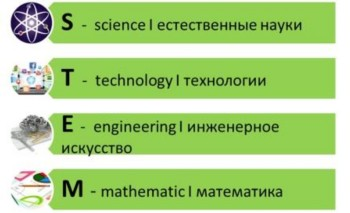 S - science I естественные науки
T - technology I технологии
E - engineering I инженерное
искусство
M - mathematic I математика